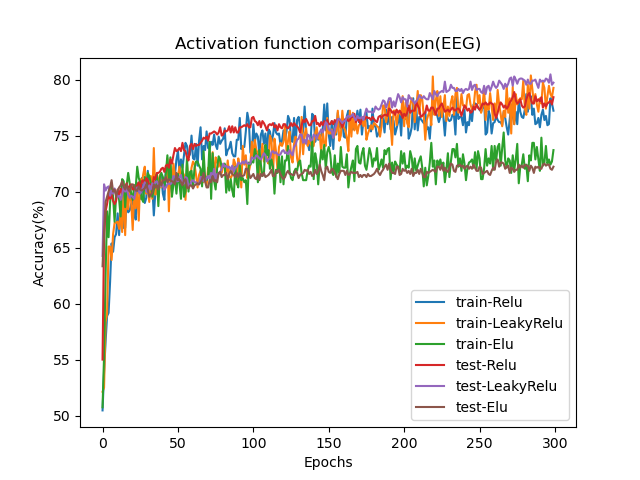 Activation function comparison(EEG)
Accuracy(%)
80
75
70
65
60
55
50
0 50 100 150 200 250 300
Epochs
train-Relu
train-LeakyRelu
train-Elu
test-Relu
test-LeakyRelu
test-Elu